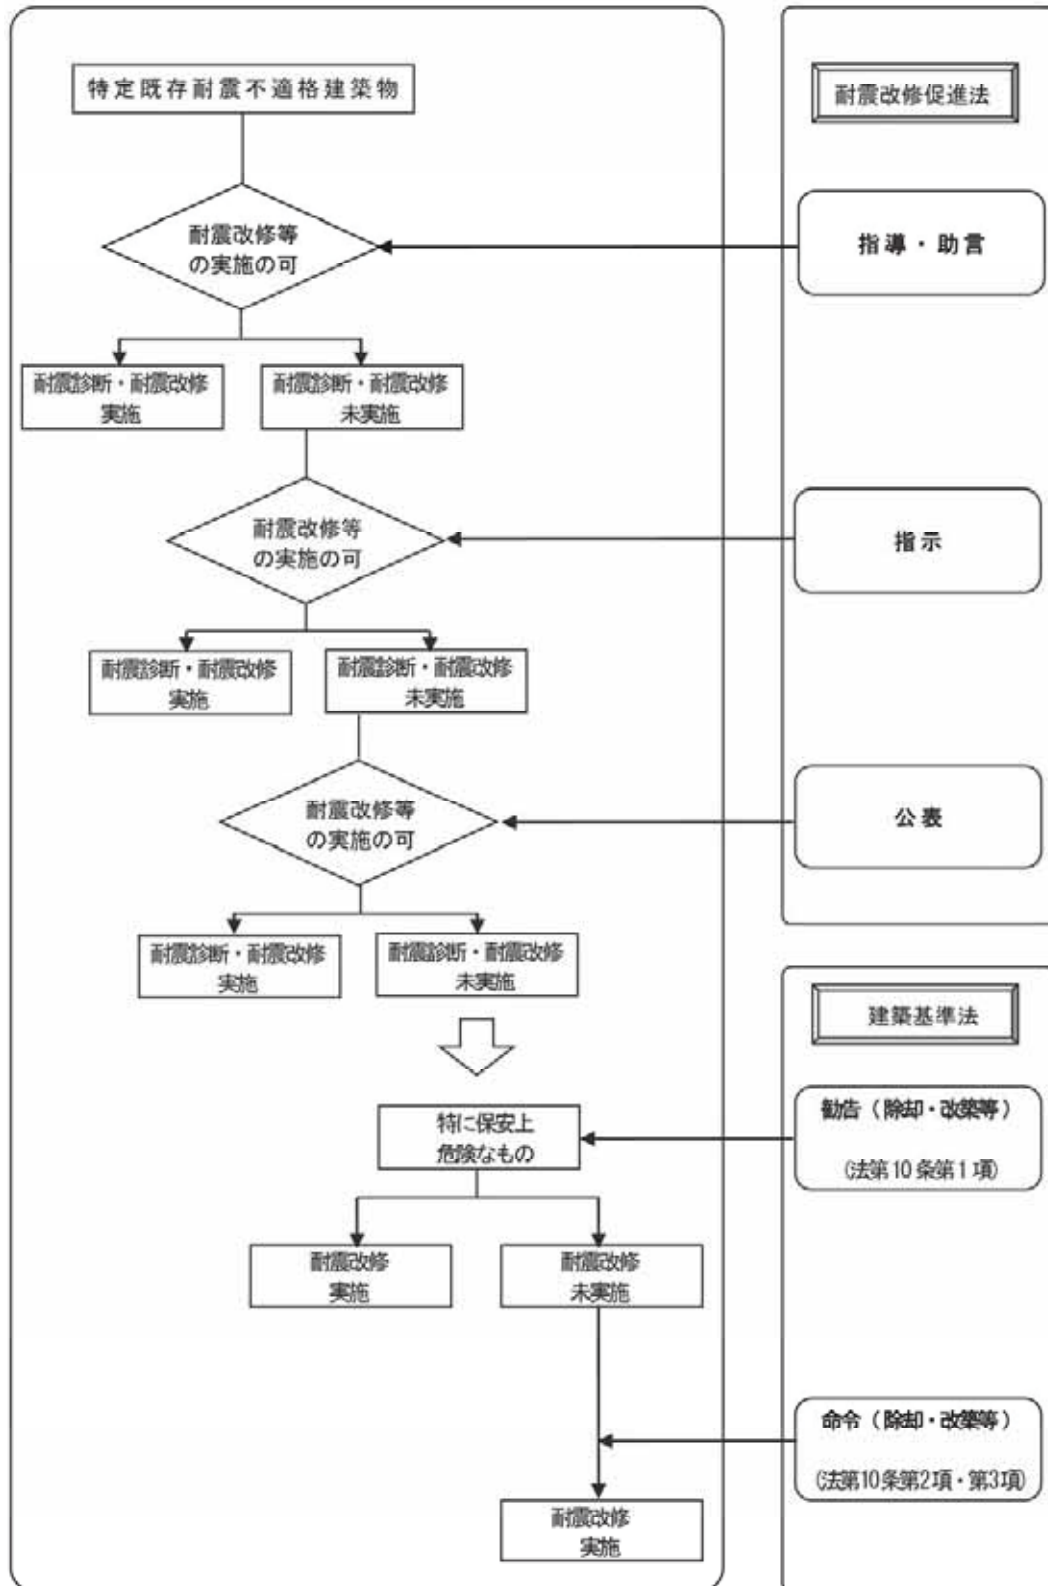 特定既存耐震不適格建築物
耐震改修促進法
耐震改修等
の実施の可
指導・助言
耐震診断・耐震改修
実施
耐震診断・耐震改修
未実施
耐震改修等
の実施の可
指示
耐震診断・耐震改修
実施
耐震診断・耐震改修
未実施
耐震改修等
の実施の可
公表
耐震診断・耐震改修
実施
耐震診断・耐震改修
未実施
建築基準法
特に保安上
危険なもの
勧告(除却・改築等)
(法第10条第1項)
耐震改修
実施
耐震改修
未実施
命令(除却・改築等)
(法第10条第2項・第3項)
耐震改修
実施